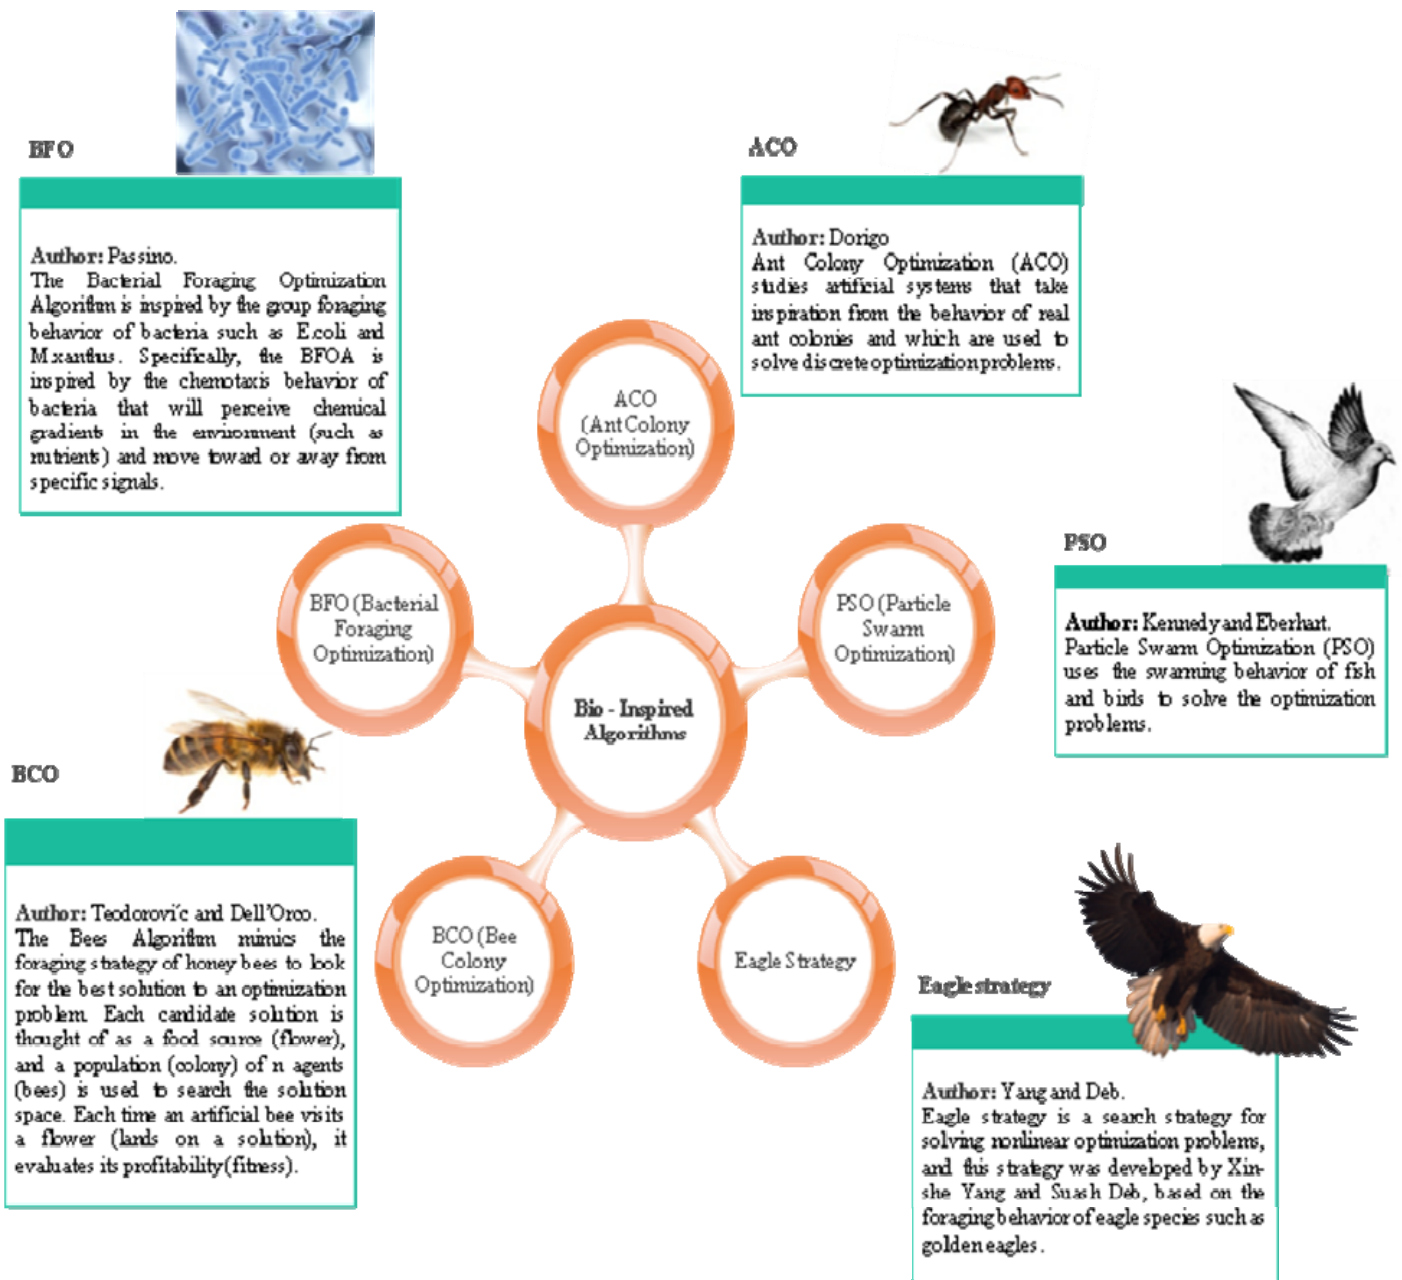 BFO
Author: Passino.
The Bacterial Foraging Optimization
Algorithm is inspired by the group foraging
behavior of bacteria such as E.coli and
M.xanthus. Specifically, the BFOA is
inspired by the chemotaxis behavior of
bacteria that will perceive chemical
gradients in the environment (such as
nutrients) and move toward or away from
specific signals.
ACO
Author: Dorigo
Ant Colony Optimization (ACO)
studies artificial systems that take
inspiration from the behavior of real
ant colonies and which are used to
solve discrete optimization problems.
ACO
(Ant Colony
Optimization)
BFO (Bacterial
Foraging
Optimization)
PSO (Particle
Swarm
Optimization)
Bio - Inspired
Algorithms
BCO (Bee
Colony
Optimization)
Eagle Strategy
PSO
Author: Kennedy and Eberhart.
Particle Swarm Optimization (PSO)
uses the swarming behavior of fish
and birds to solve the optimization
problems.
BCO
Author: Teodorovi´c and Dell'Orco.
The Bees Algorithm mimics the
foraging strategy of honey bees to look
for the best solution to an optimization
problem. Each candidate solution is
thought of as a food source (flower),
and a population (colony) of n agents
(bees) is used to search the solution
space. Each time an artificial bee visits
a flower (lands on a solution), it
evaluates its profitability (fitness).
Eagle strategy
Author: Yang and Deb.
Eagle strategy is a search strategy for
solving nonlinear optimization problems,
and this strategy was developed by Xin-
she Yang and Suash Deb, based on the
foraging behavior of eagle species such as
golden eagles.